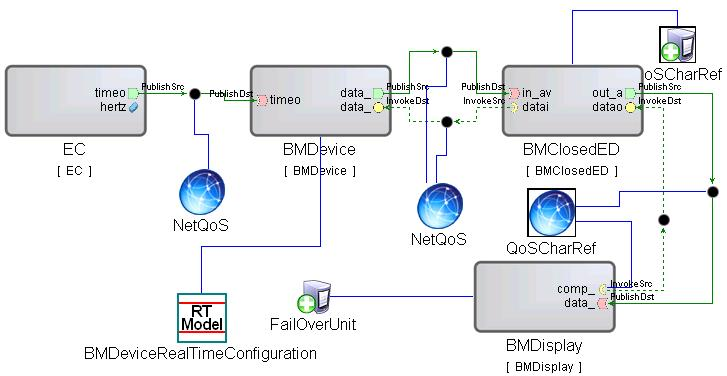 QoSCharRef
timeo
PublishSrc
hertz
EC
[ EC ]
PublishDst
timeo
data_
PublishSrc
data_
InvokeDst
BMDevice
[ BMDevice ]
PublishDst
in_av
InvokeSrc
datai
out_a
PublishSrc
datao
InvokeDst
BMClosedED
[ BMClosedED ]
NetQoS
NetQoS
QoSCharRef
comp_
InvokeSrc
data_
PublishDst
BMDisplay
[ BMDisplay ]
RT
Model
BMDeviceRealTimeConfiguration
FailOverUnit